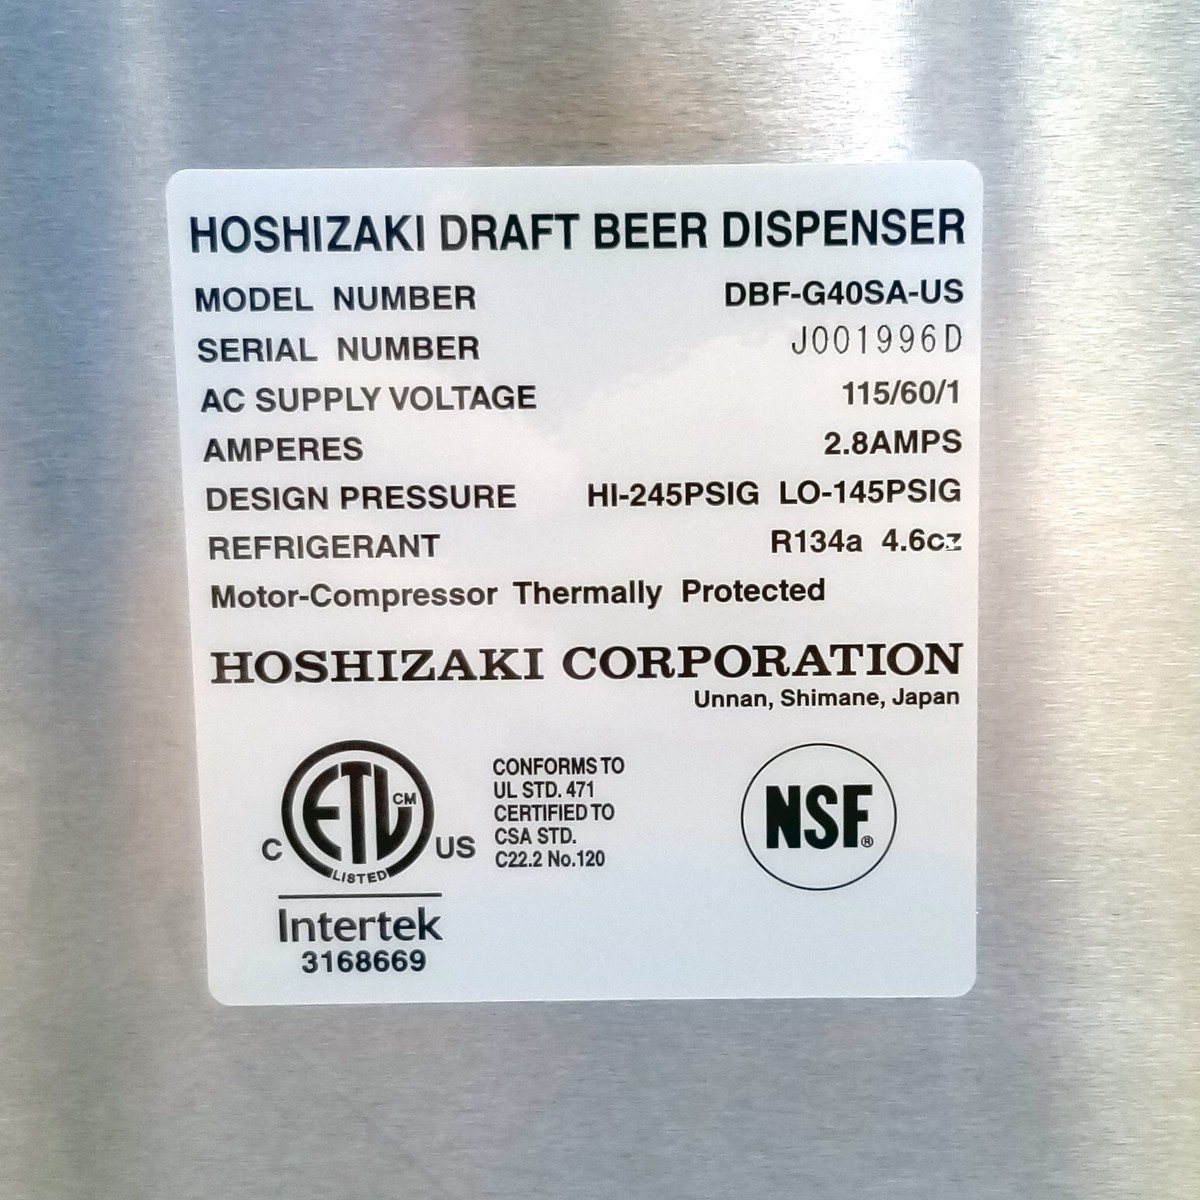 HOSHIZAKI DRAFT BEER DISPENSER
MODEL NUMBER DBF-G40SA-US
SERIAL NUMBER J001996D
AC SUPPLY VOLTAGE 115/60/1
AMPERES 2.8AMPS
DESIGN PRESSURE HI-245PSIG LO-145PSIG
REFRIGERANT R134a 4.6oz
Motor-Compressor Thermally Protected
HOSHIZAKI CORPORATION
Unnan, Shimane, Japan
C ETL CM US
LISTED
Intertek
3168669
CONFORMS TO
UL STD. 471
CERTIFIED TO
CSA STD.
C22.2 No.120
NSF®